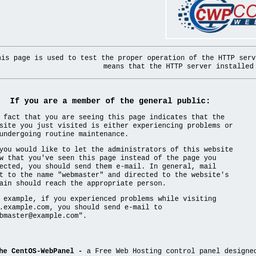 CWP CO
WEB
his page is used to test the proper operation of the HTTP serv
means that the HTTP server installed
If you are a member of the general public:
fact that you are seeing this page indicates that the
site you just visited is either experiencing problems or
undergoing routine maintenance.
you would like to let the administrators of this website
w that you've seen this page instead of the page you
ected, you should send them e-mail. In general, mail
t to the name "webmaster" and directed to the website's
ain should reach the appropriate person.
example, if you experienced problems while visiting
.example.com, you should send e-mail to
bmaster@example.com".
he CentOS-WebPanel - a Free Web Hosting control panel designed